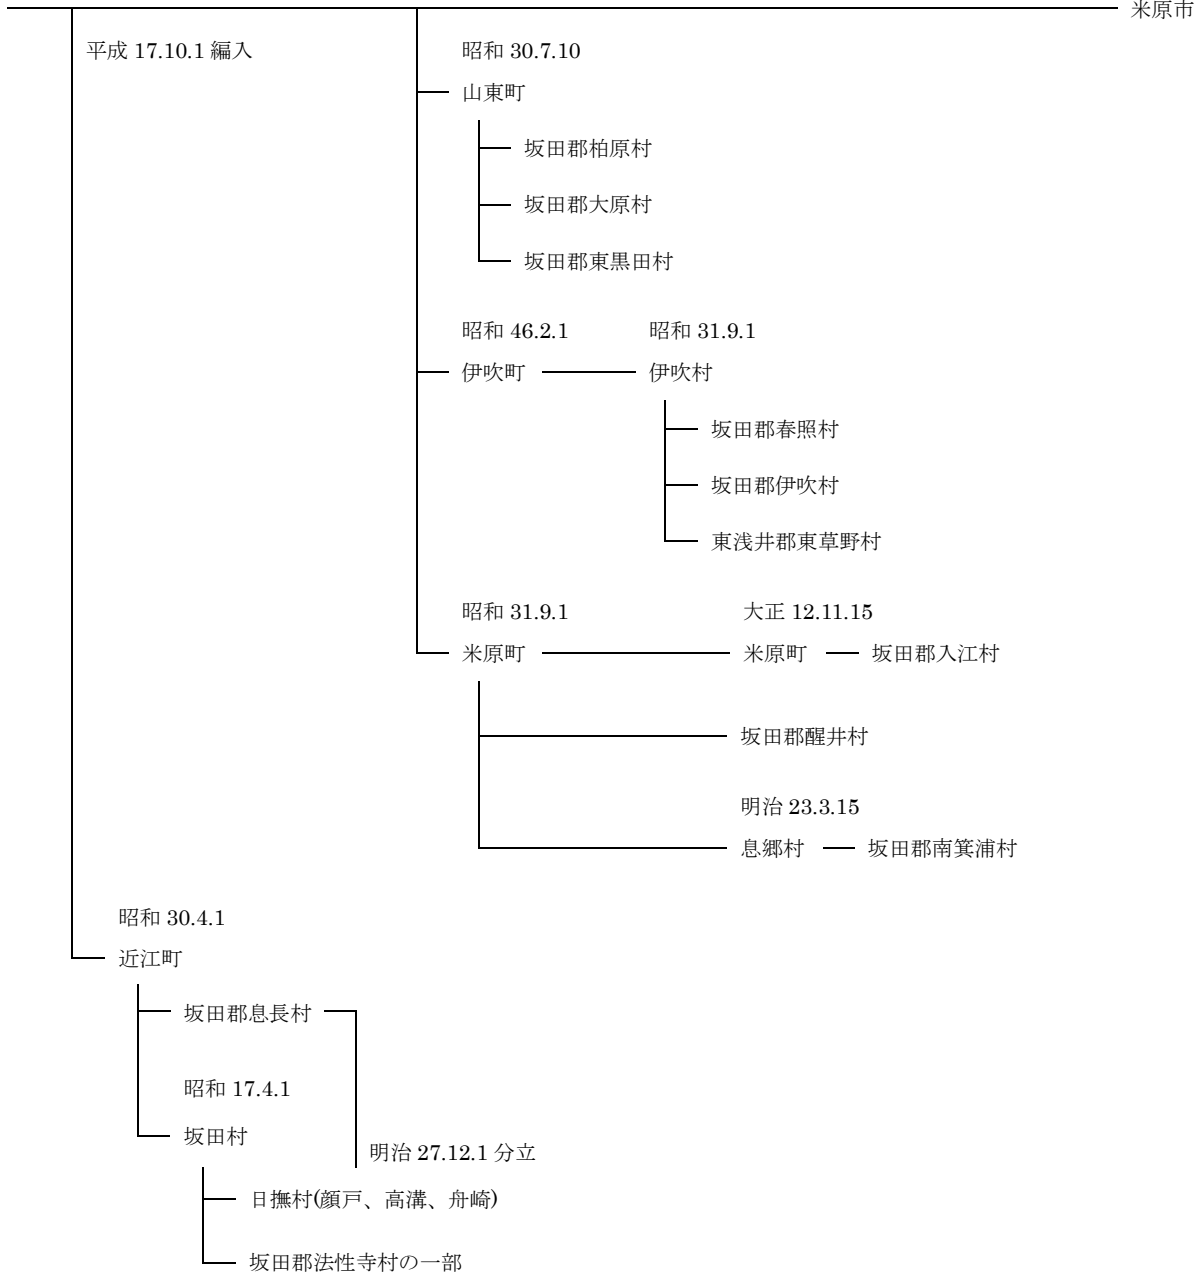 米原市
平成 17.10.1 編入
昭和 30.7.10
山東町
坂田郡柏原村
坂田郡大原村
坂田郡東黒田村
昭和 46.2.1 昭和 31.9.1
伊吹町 伊吹村
坂田郡春照村
坂田郡伊吹村
東浅井郡東草野村
昭和 31.9.1 大正 12.11.15
米原町 米原町 坂田郡入江村
坂田郡醒井村
明治 23.3.15
息郷村 坂田郡南箕浦村
昭和 30.4.1
近江町
坂田郡息長村
昭和 17.4.1
坂田村
明治 27.12.1 分立
日撫村(顔戸、高溝、舟崎)
坂田郡法性寺村の一部